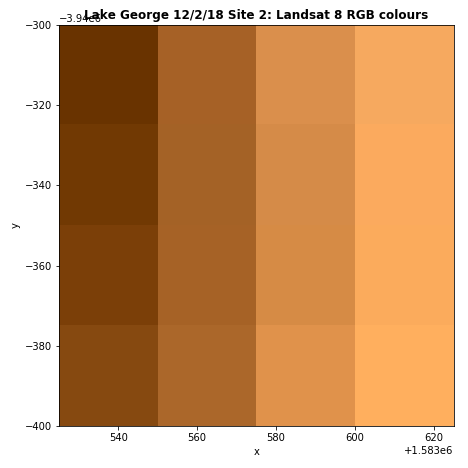 Lake George 12/2/18 Site 2: Landsat 8 RGB colours
−3.94e6
−300
−320
−340
−360
−380
−400
y
540 560 580 600 620
x
+1.583e6